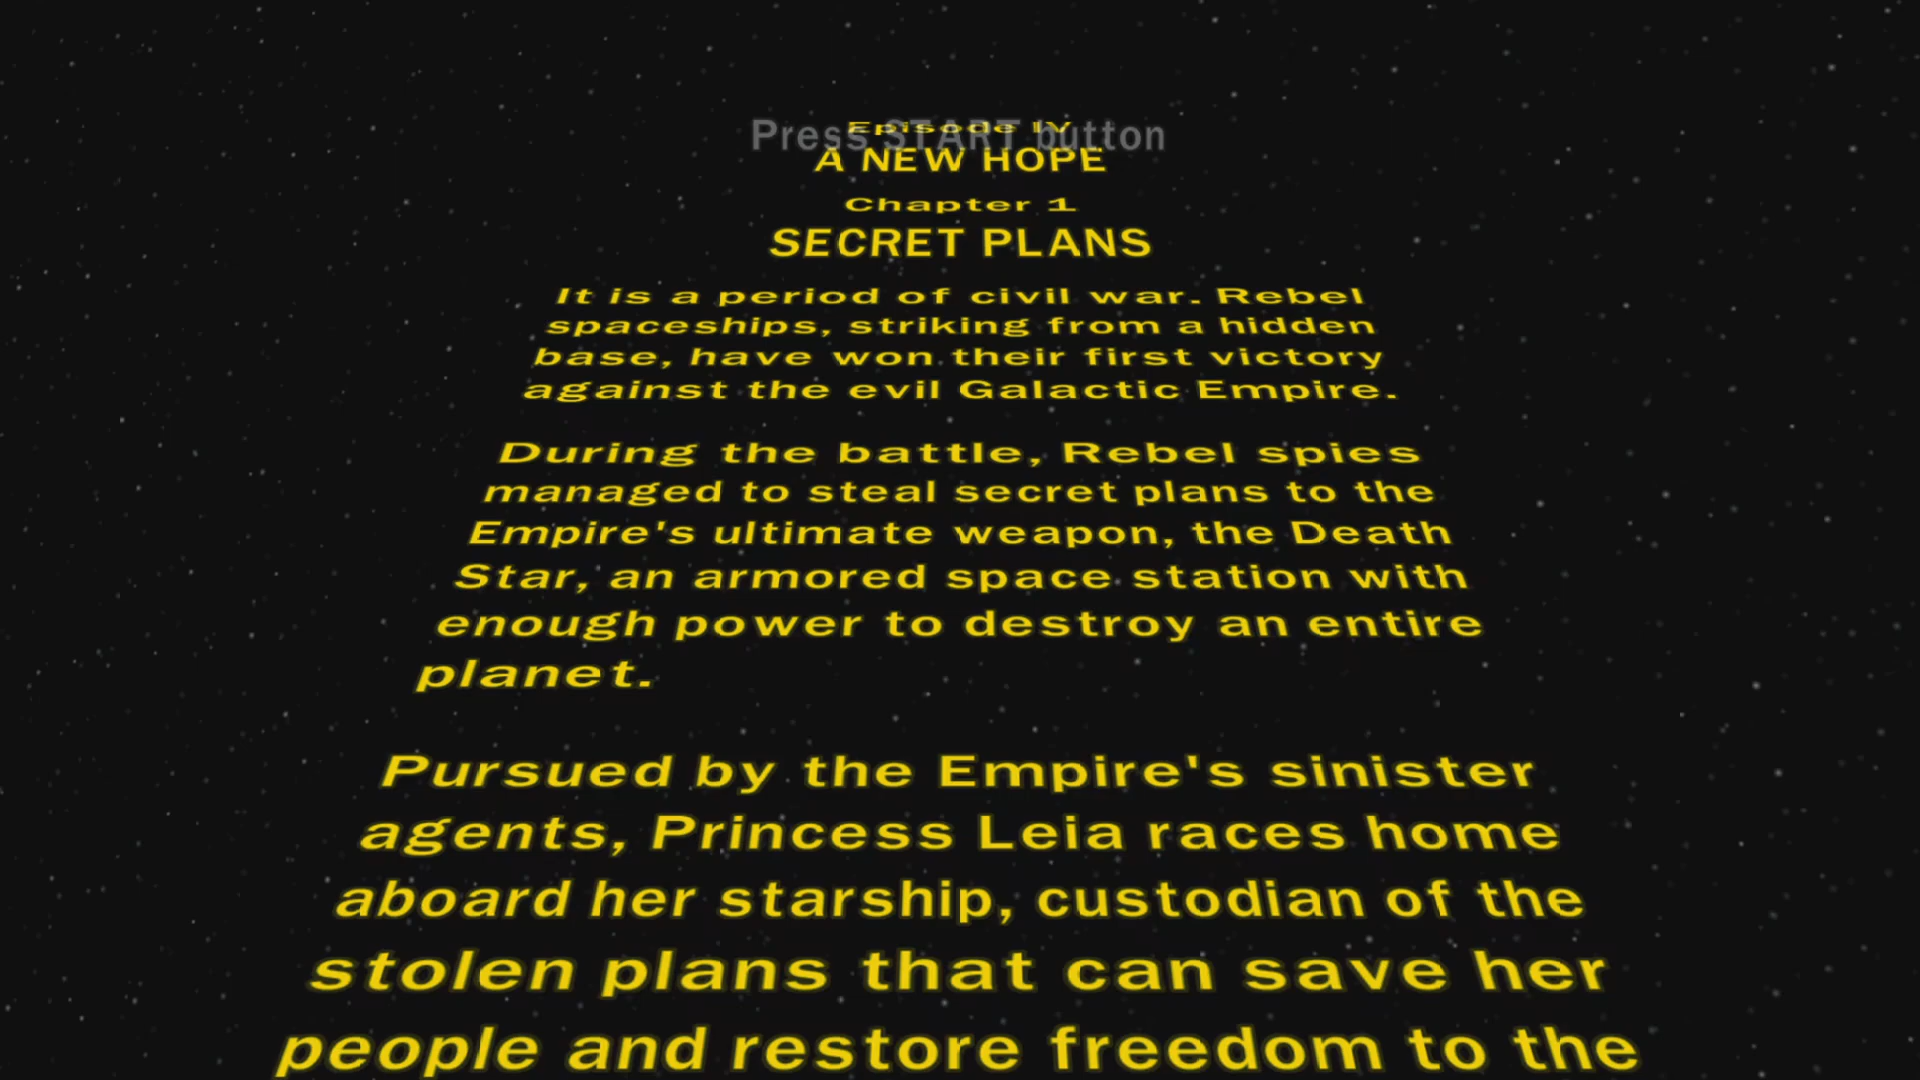 Press START button
Episode IV
A NEW HOPE
Chapter 1
SECRET PLANS
It is a period of civil war. Rebel
spaceships, striking from a hidden
base, have won their first victory
against the evil Galactic Empire.
During the battle, Rebel spies
managed to steal secret plans to the
Empire's ultimate weapon, the Death
Star, an armored space station with
enough power to destroy an entire
planet.
Pursued by the Empire's sinister
agents, Princess Leia races home
aboard her starship, custodian of the
stolen plans that can save her
people and restore freedom to the